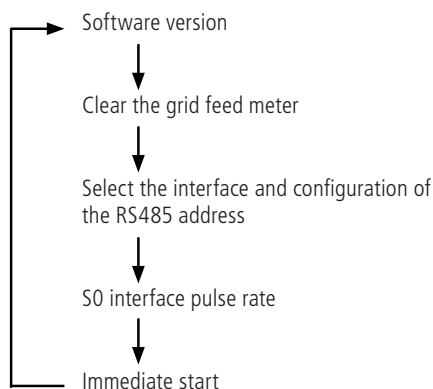 Software version
Clear the grid feed meter
Select the interface and configuration of
the RS485 address
S0 interface pulse rate
Immediate start